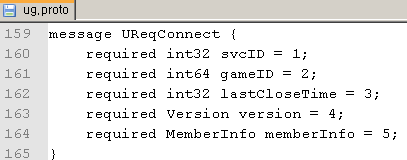 ug.proto
159 message UReqConnect {
160     required int32 svcID = 1;
161     required int64 gameID = 2;
162     required int32 lastCloseTime = 3;
163     required Version version = 4;
164     required MemberInfo memberInfo = 5;
165 }